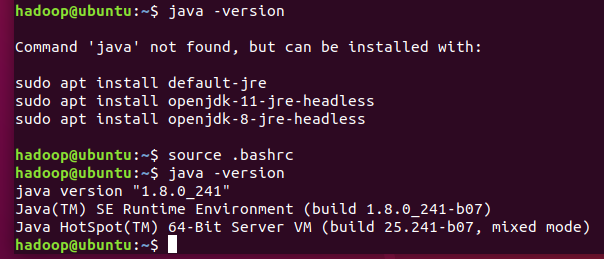 hadoop@ubuntu:~$ java -version
Command 'java' not found, but can be installed with:
sudo apt install default-jre
sudo apt install openjdk-11-jre-headless
sudo apt install openjdk-8-jre-headless
hadoop@ubuntu:~$ source .bashrc
hadoop@ubuntu:~$ java -version
java version "1.8.0_241"
Java(TM) SE Runtime Environment (build 1.8.0_241-b07)
Java HotSpot(TM) 64-Bit Server VM (build 25.241-b07, mixed mode)
hadoop@ubuntu:~$